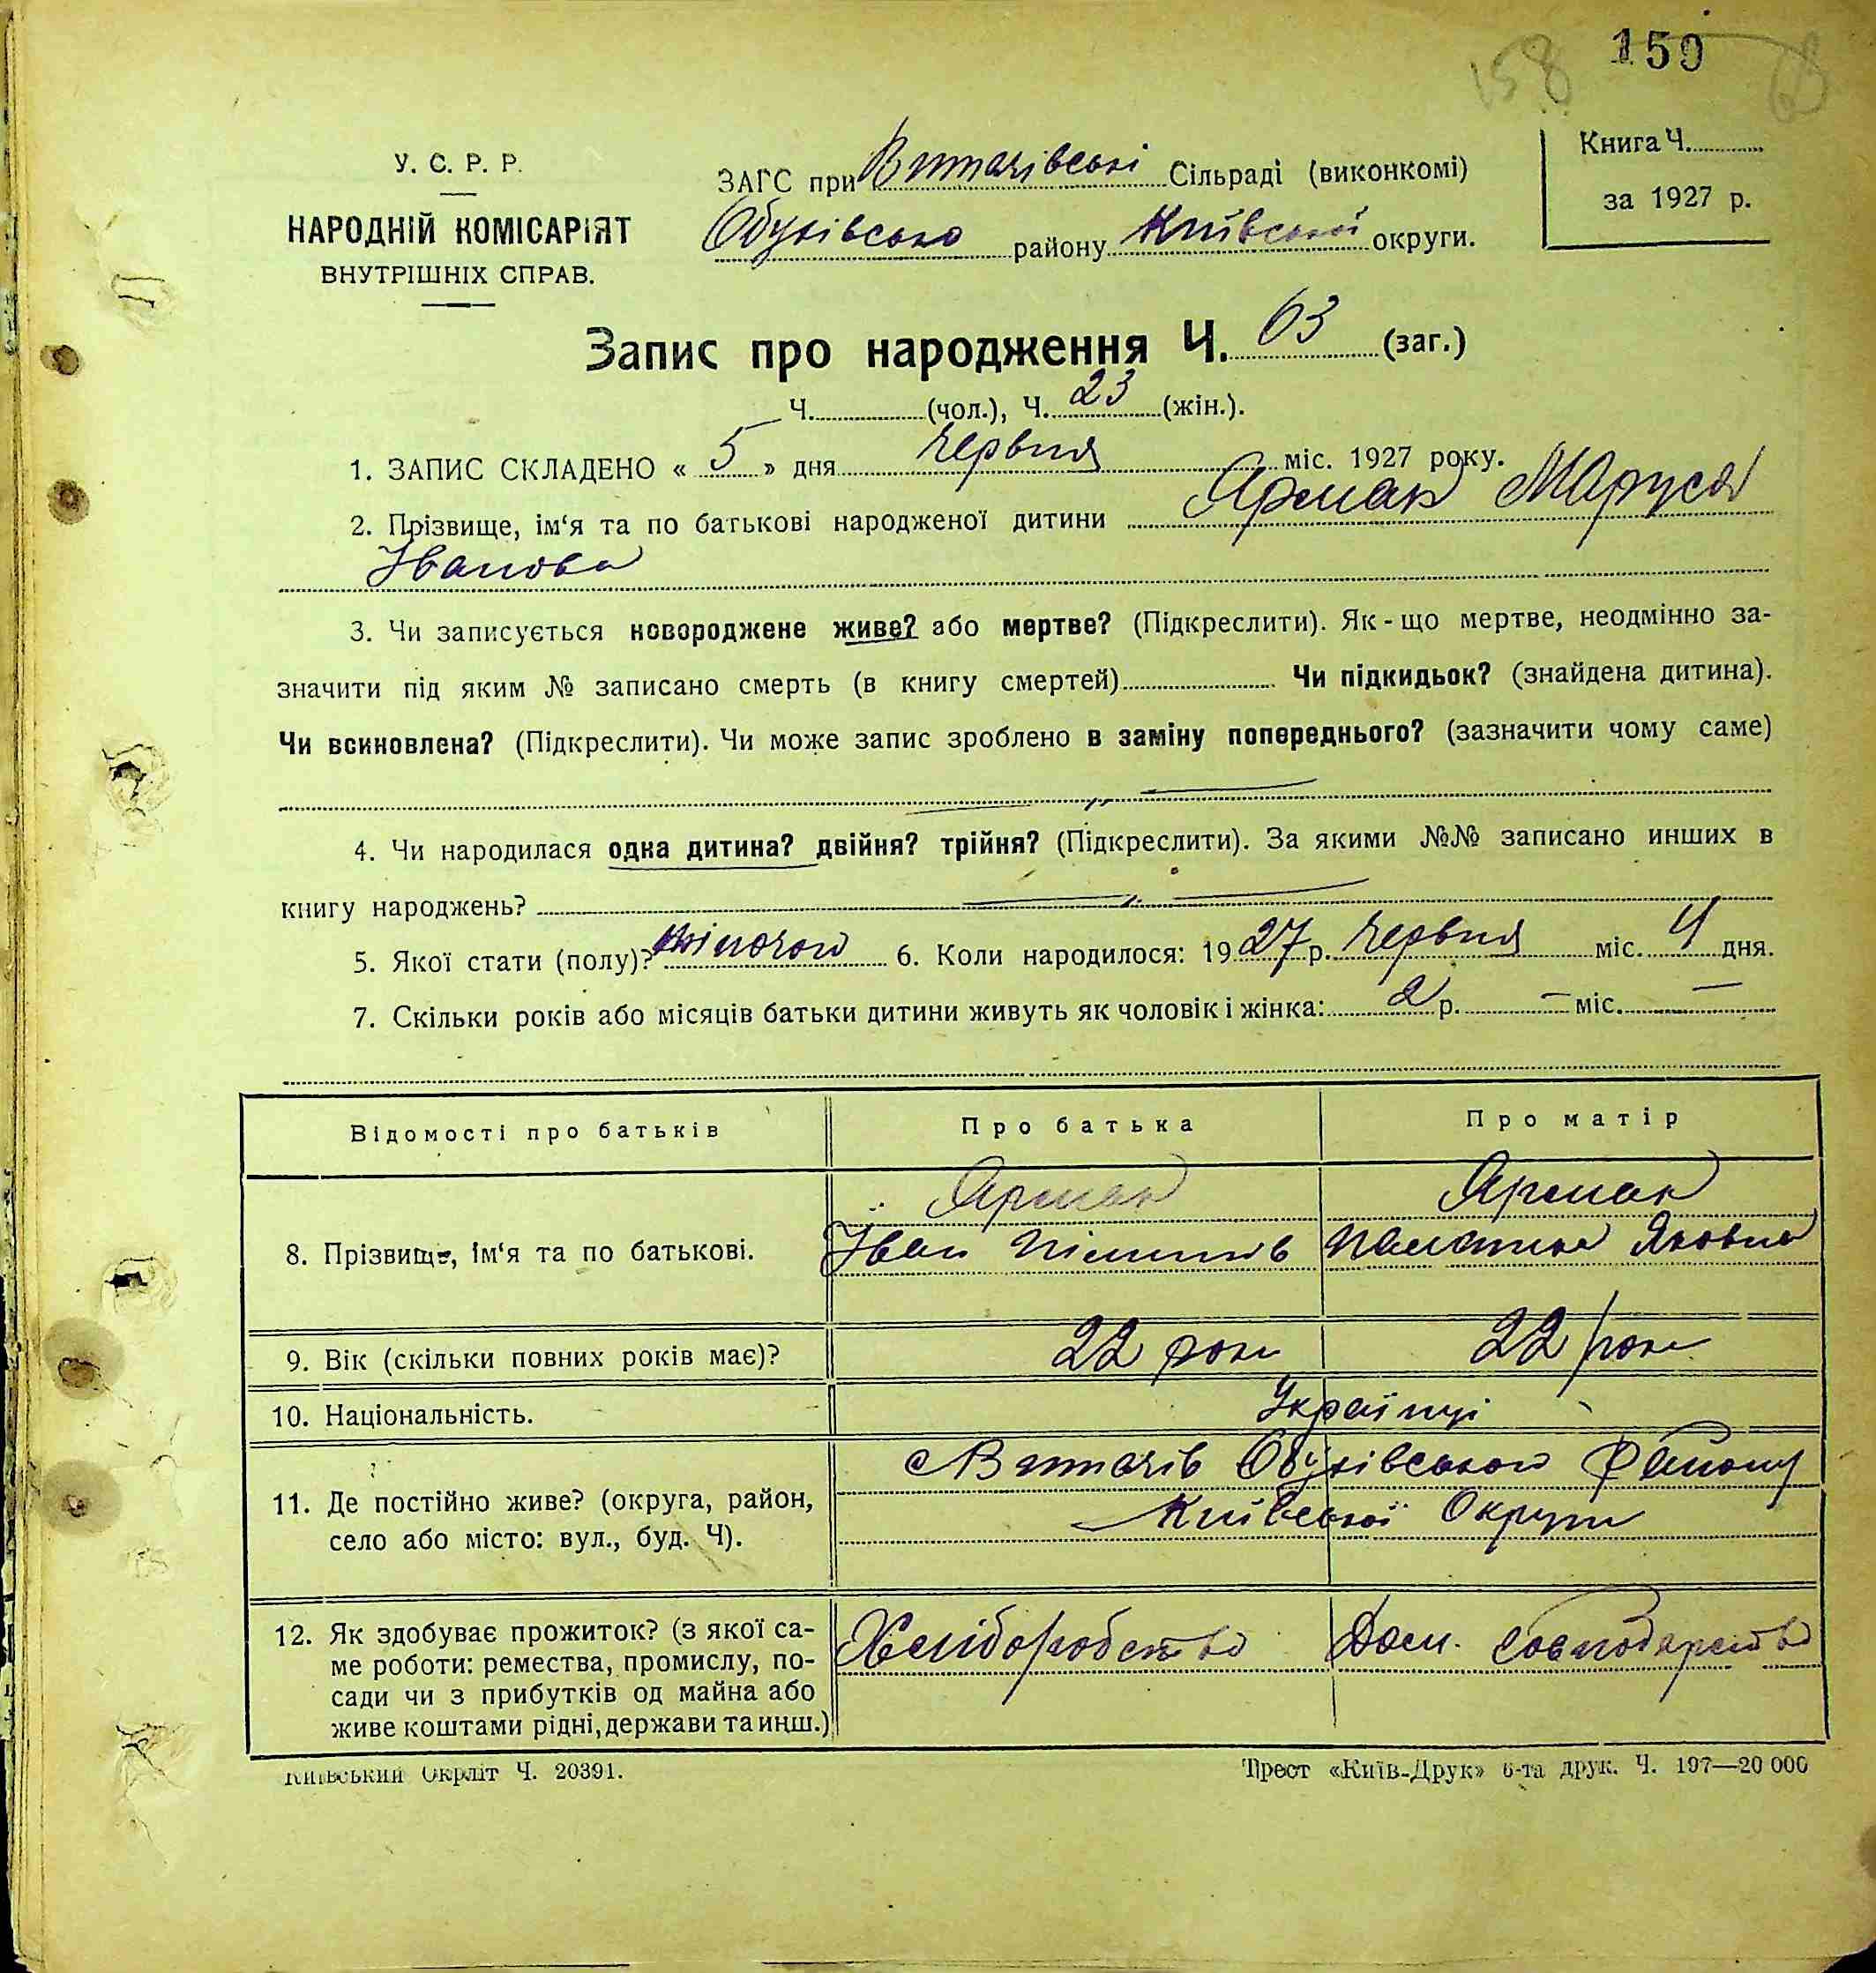 159
158
У. С. Р. Р.
НАРОДНІЙ КОМІСАРІЯТ
ВНУТРІШНІХ СПРАВ.
ЗАГС при Витачівські Сільраді (виконкомі)
Обухівсько району Київської округи.
Книга Ч.
за 1927 р.
Запис про народження Ч. 63 (заг.)
Ч. (чол.), Ч. 23 (жін.).
1. ЗАПИС СКЛАДЕНО « 5 » дня Червня міс. 1927 року.
2. Прізвище, ім‘я та по батькові народженої дитини Ярмак Маруся
Іванова
3. Чи записується новороджене живе? або мертве? (Підкреслити). Як-що мертве, неодмінно за-
значити під яким № записано смерть (в книгу смертей) Чи підкидьок? (знайдена дитина).
Чи всиновлена? (Підкреслити). Чи може запис зроблено в заміну попереднього? (зазначити чому саме)
4. Чи народилася одна дитина? двійня? трійня? (Підкреслити). За якими №№ записано инших в
книгу народжень?
5. Якої стати (полу)? жіночой 6. Коли народилося: 1927 р. Червня міс. 4 дня.
7. Скільки років або місяців батьки дитини живуть як чоловік і жінка: 2 р. — міс. —
Відомості про батьків Про батька Про матір
8. Прізвище, ім‘я та по батькові.
Ярмак Ярмак
Іван Яковна
9. Вік (скільки повних років має)? 22 роки 22 роки
10. Національність. Українці
11. Де постійно живе? (округа, район,
село або місто: вул., буд. Ч).
с Витачів Обухівського Району
Київської Округи
12. Як здобуває прожиток? (з якої са-
ме роботи: ремества, промислу, по-
сади чи з прибутків од майна або
живе коштами рідні, держави та инш.)
Хліборобство Дом. господарство
Київський Окрліт Ч. 20391.
Трест «Київ-Друк» 6-та друк. Ч. 197—20 000